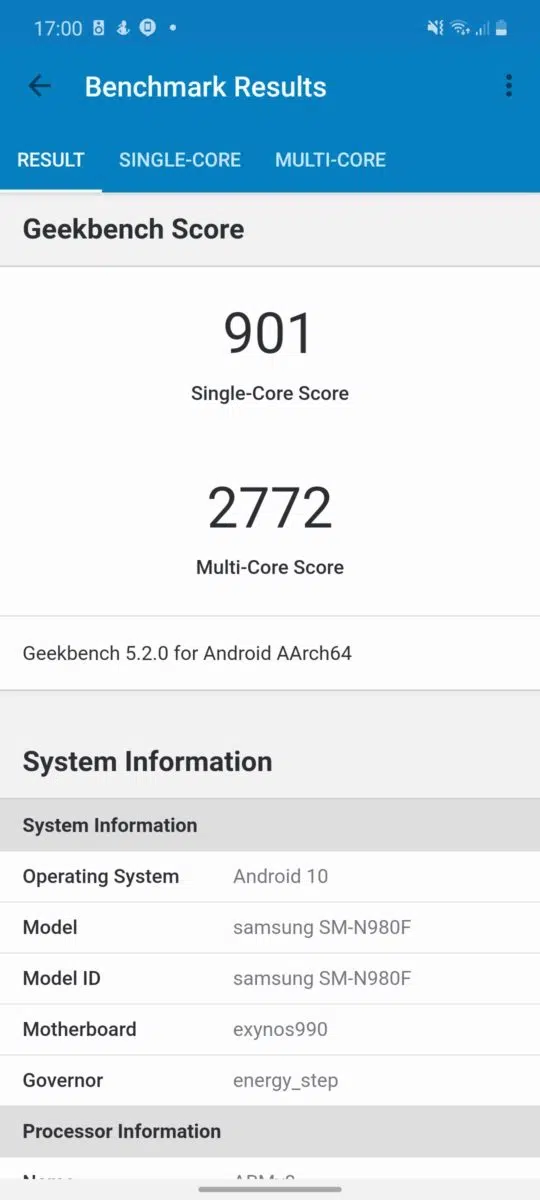 17:00
Benchmark Results
RESULT SINGLE-CORE MULTI-CORE
Geekbench Score
901
Single-Core Score
2772
Multi-Core Score
Geekbench 5.2.0 for Android AArch64
System Information
System Information
Operating System Android 10
Model samsung SM-N980F
Model ID samsung SM-N980F
Motherboard exynos990
Governor energy_step
Processor Information